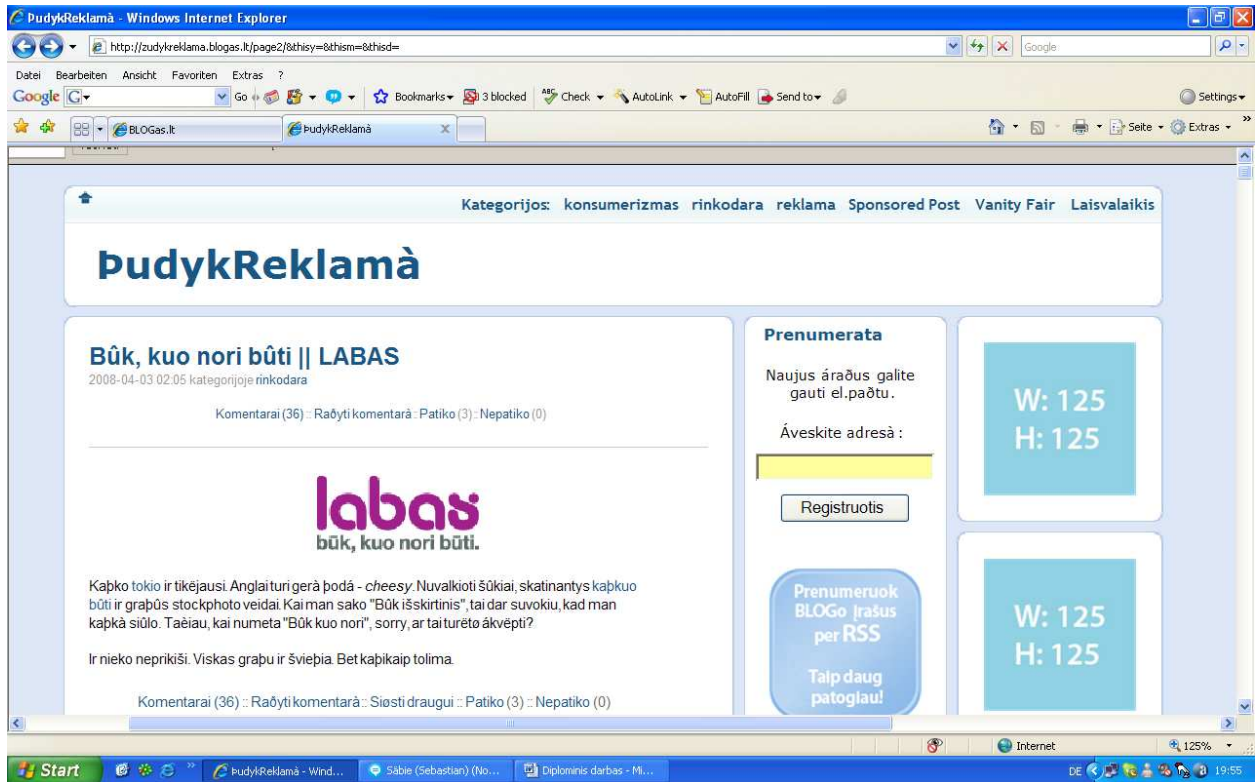 ÞudykReklamà - Windows Internet Explorer
http://zudykreklama.blogas.lt/page2/&thisy=&thism=&thisd=
Google
Datei Bearbeiten Ansicht Favoriten Extras ?
Google G Go Bookmarks 3 blocked ABC Check AutoLink AutoFill Send to Settings
BLOGas.lt ÞudykReklamà X Seite Extras »
Kategorijos: konsumerizmas rinkodara reklama Sponsored Post Vanity Fair Laisvalaikis
ÞudykReklamà
Bûk, kuo nori bûti || LABAS
2008-04-03 02:05 kategorijoje rinkodara
Komentarai (36) :: Raðyti komentarà : Patiko (3) : Nepatiko (0)
labas
būk, kuo nori būti.
Kaþko tokio ir tikëjausi. Anglai turi gerà þodá - cheesy. Nuvalkioti šûkiai, skatinantys kaþkuo
bûti ir graþûs stockphoto veidai. Kai man sako "Bûk išskirtinis", tai dar suvokiu, kad man
kaþkà siûlo. Taèiau, kai numeta "Bûk kuo nori", sorry, ar tai turëtø ákvëpti?
Ir nieko neprikiši. Viskas graþu ir švieþia. Bet kaþikaip tolima.
Komentarai (36) :: Raðyti komentarà :: Siøsti draugui :: Patiko (3) :: Nepatiko (0)
Prenumerata
Naujus áraðus galite
gauti el.paðtu.
Áveskite adresà :
Registruotis
Prenumeruok
BLOGo Įrašus
per RSS
Taip daug
patogiau!
W: 125
H: 125
W: 125
H: 125
Internet 125%
Start ÞudykReklamà - Wind... Säbie (Sebastian) (No... Diplominis darbas - Mi... DE 19:55